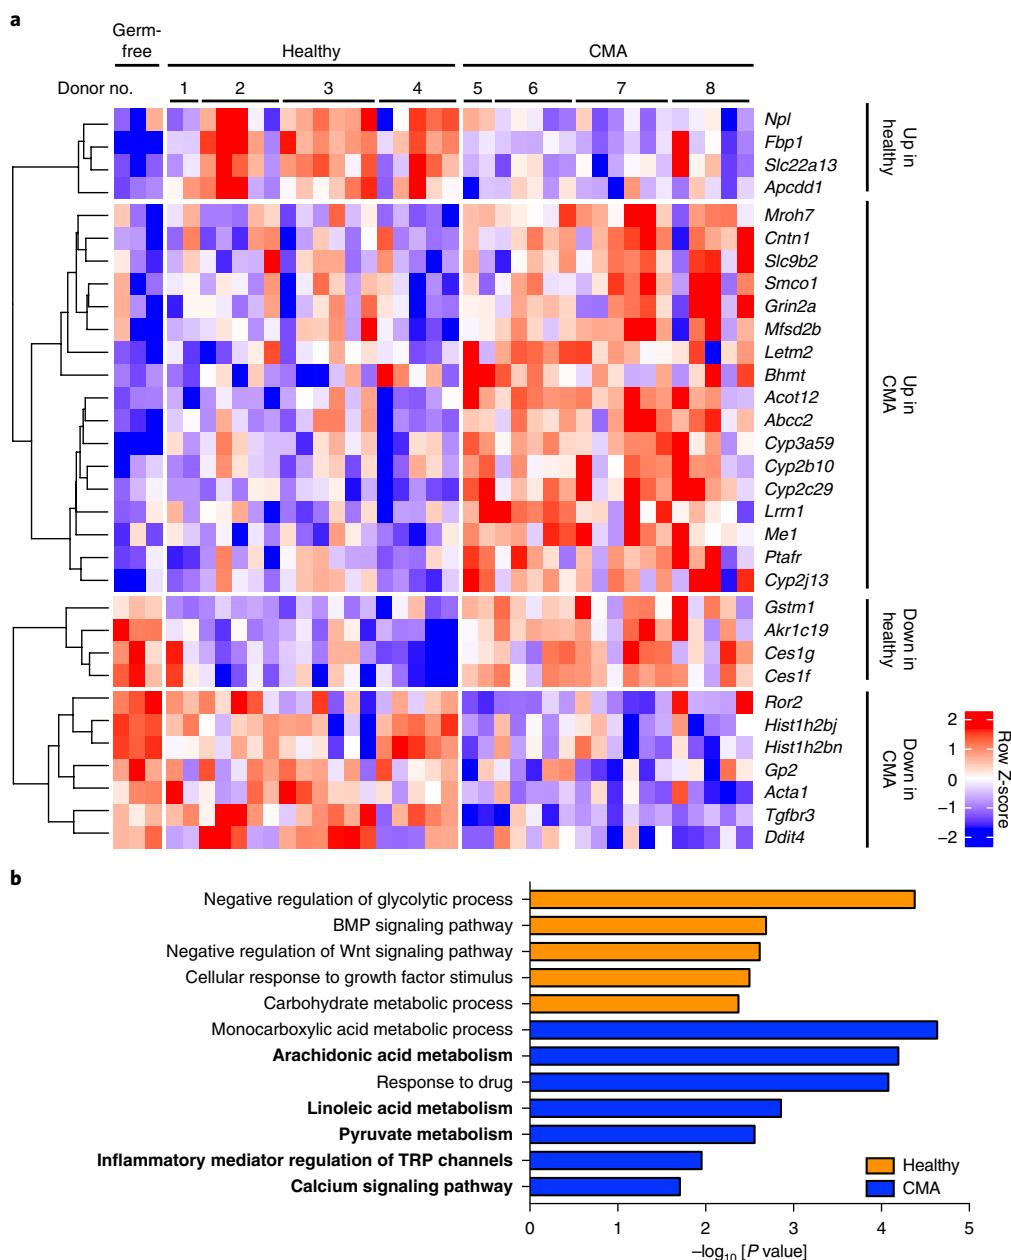 a
Germ-
free
Healthy
CMA
Donor no.
1 2 3 4 5 6 7 8
Npl
Fbp1
Slc22a13
Apcdd1
Up in
healthy
Mroh7
Cntn1
Slc9b2
Smco1
Grin2a
Mfsd2b
Letm2
Bhmt
Acot12
Abcc2
Cyp3a59
Cyp2b10
Cyp2c29
Lrrn1
Me1
Ptafr
Cyp2j13
Up in
CMA
Gstm1
Akr1c19
Ces1g
Ces1f
Down in
healthy
Ror2
Hist1h2bj
Hist1h2bn
Gp2
Acta1
Tgfbr3
Ddit4
Down in
CMA
2
1
0
−1
−2
Row Z-score
b
Negative regulation of glycolytic process
BMP signaling pathway
Negative regulation of Wnt signaling pathway
Cellular response to growth factor stimulus
Carbohydrate metabolic process
Monocarboxylic acid metabolic process
Arachidonic acid metabolism
Response to drug
Linoleic acid metabolism
Pyruvate metabolism
Inflammatory mediator regulation of TRP channels
Calcium signaling pathway
Healthy
CMA
0 1 2 3 4 5
−log10 [P value]